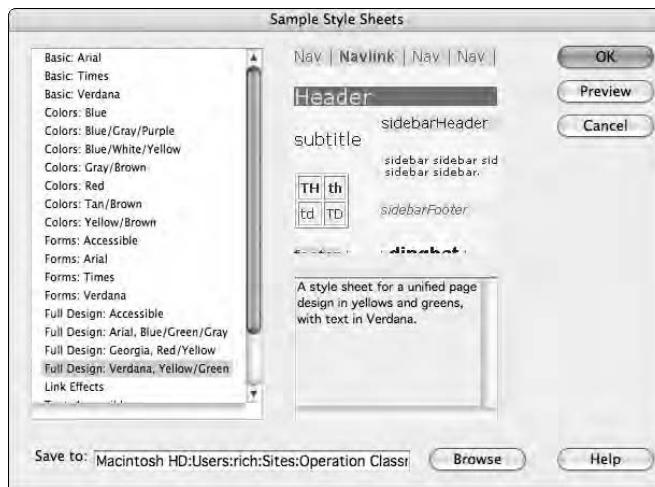 Sample Style Sheets
Basic: Arial
Basic: Times
Basic: Verdana
Colors: Blue
Colors: Blue/Gray/Purple
Colors: Blue/White/Yellow
Colors: Gray/Brown
Colors: Red
Colors: Tan/Brown
Colors: Yellow/Brown
Forms: Accessible
Forms: Arial
Forms: Times
Forms: Verdana
Full Design: Accessible
Full Design: Arial, Blue/Green/Gray
Full Design: Georgia, Red/Yellow
Full Design: Verdana, Yellow/Green
Link Effects
Nav | Navlink | Nav | Nav |
Header
subtitle
sidebarHeader
sidebar sidebar sid
sidebar sidebar.
TH th
td TD
sidebarFooter
A style sheet for a unified page
design in yellows and greens,
with text in Verdana.
OK
Preview
Cancel
Save to: Macintosh HD:Users:rich:Sites:Operation
Browse
Help